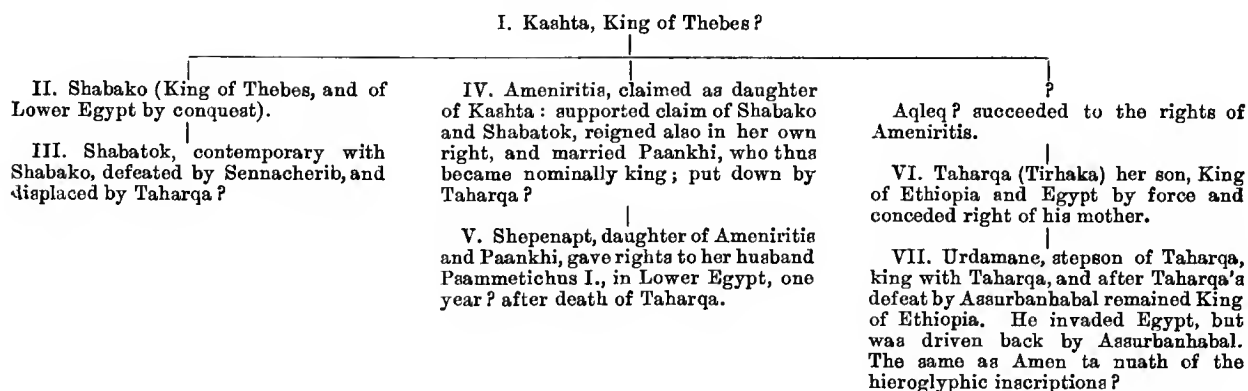 I. Kashta, King of Thebes?
II. Shabako (King of Thebes, and of
Lower Egypt by conquest).
III. Shabatok, contemporary with
Shabako, defeated by Sennacherib, and
displaced by Taharqa?
IV. Ameniritis, claimed as daughter
of Kashta: supported claim of Shabako
and Shabatok, reigned also in her own
right, and married Paankhi, who thus
became nominally king; put down by
Taharqa?
V. Shepenapt, daughter of Ameniritis
and Paankhi, gave rights to her husband
Psammetichus I., in Lower Egypt, one
year? after death of Taharqa.
?
Aqleq? succeeded to the rights of
Ameniritis.
VI. Taharqa (Tirhaka) her son, King
of Ethiopia and Egypt by force and
conceded right of his mother.
VII. Urdamane, stepson of Taharqa,
king with Taharqa, and after Taharqa's
defeat by Assurbanhabal remained King
of Ethiopia. He invaded Egypt, but
was driven back by Assurbanhabal.
The same as Amen ta nuath of the
hieroglyphic inscriptions?